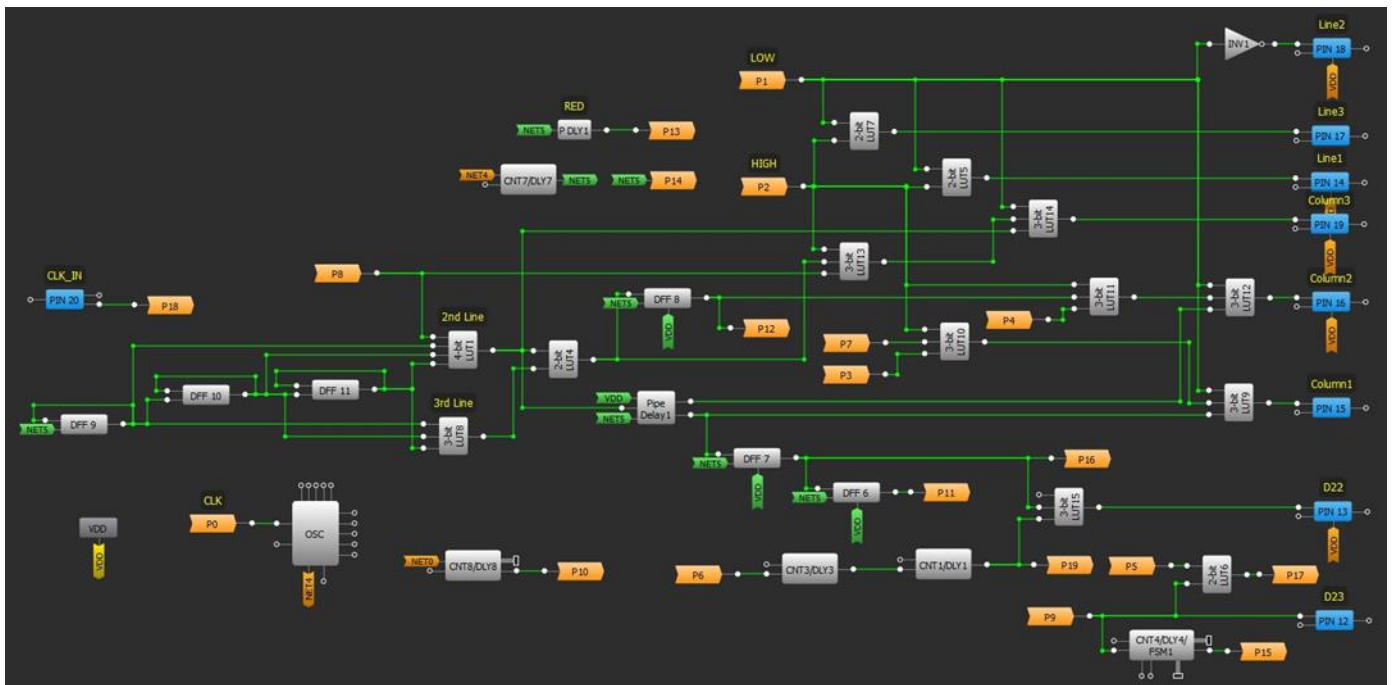 Line2
INV1
PIN 18
VDD
LOW
P1
RED
NET5
P DLY1
P13
2-bit
LUT7
Line3
PIN 17
HIGH
P2
NET4
CNT7/DLY7
NET5
NET5
P14
2-bit
LUT5
Line1
PIN 14
Column3
PIN 19
VDD
3-bit
LUT14
3-bit
LUT13
P8
CLK_IN
PIN 20
P18
NET5
DFF 8
VDD
P12
3-bit
LUT11
3-bit
LUT12
Column2
PIN 16
VDD
P4
2nd Line
4-bit
LUT1
2-bit
LUT4
P7
P3
3-bit
LUT10
DFF 10
DFF 11
NET5
DFF 9
3rd Line
3-bit
LUT8
VDD
NET5
Pipe
Delay1
3-bit
LUT9
Column1
PIN 15
NET5
DFF 7
VDD
P16
NET5
DFF 6
VDD
P11
3-bit
LUT15
D22
PIN 13
VDD
VDD
VDD
CLK
P0
OSC
NET4
NET0
CNT8/DLY8
P10
P6
CNT3/DLY3
CNT1/DLY1
P19
P5
2-bit
LUT6
P17
D23
PIN 12
P9
CNT4/DLY4/
FSM1
P15